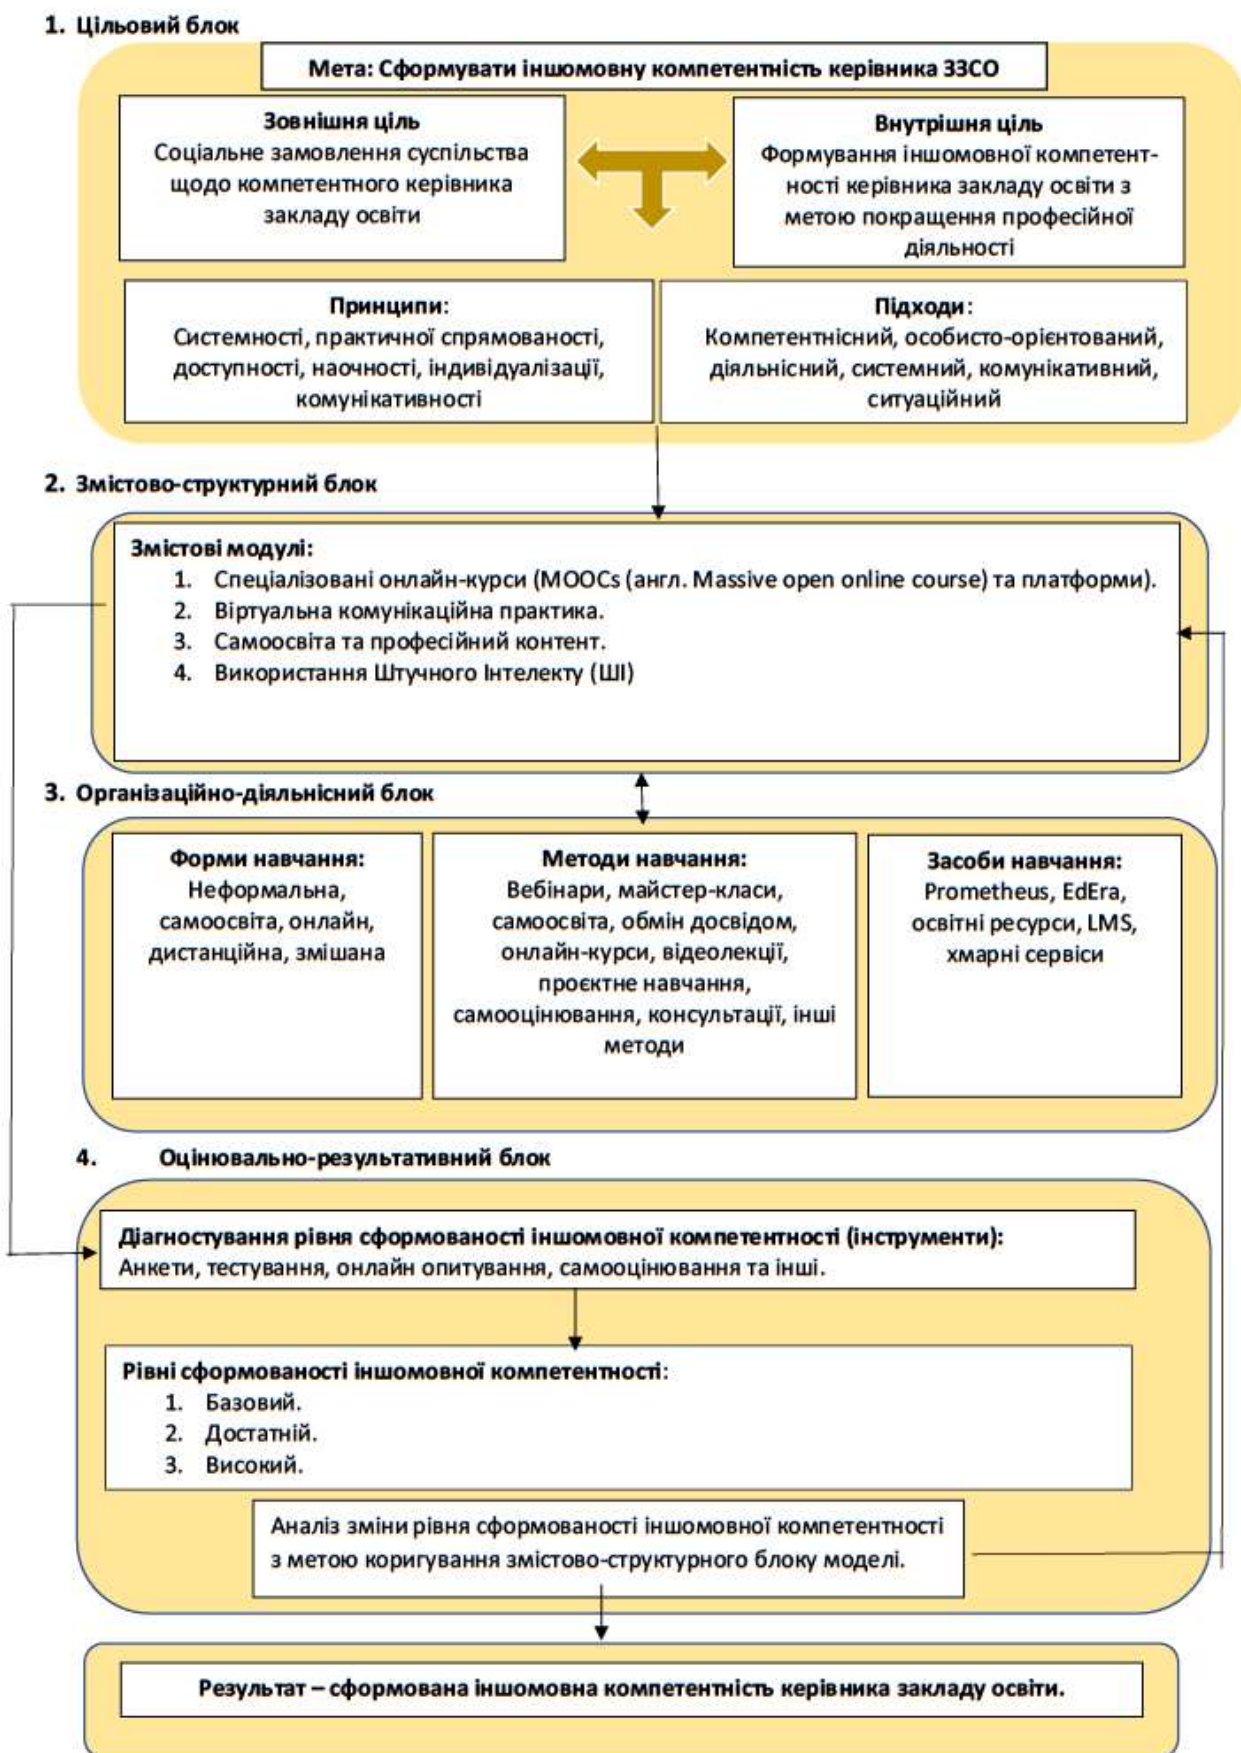 1. Цільовий блок
Мета: Сформувати іншомовну компетентність керівника ЗЗСО
Зовнішня ціль
Соціальне замовлення суспільства
щодо компетентного керівника
закладу освіти
Внутрішня ціль
Формування іншомовної компетент-
ності керівника закладу освіти з
метою покращення професійної
діяльності
Принципи:
Системності, практичної спрямованості,
доступності, наочності, індивідуалізації,
комунікативності
Підходи:
Компетентнісний, особисто-орієнтований,
діяльнісний, системний, комунікативний,
ситуаційний
2. Змістово-структурний блок
Змістові модулі:
1. Спеціалізовані онлайн-курси (MOOCs (англ. Massive open online course) та платформи).
2. Віртуальна комунікаційна практика.
3. Самоосвіта та професійний контент.
4. Використання Штучного Інтелекту (ШІ)
3. Організаційно-діяльнісний блок
Форми навчання:
Неформальна,
самоосвіта, онлайн,
дистанційна, змішана
Методи навчання:
Вебінари, майстер-класи,
самоосвіта, обмін досвідом,
онлайн-курси, відеолекції,
проєктне навчання,
самооцінювання, консультації, інші
методи
Засоби навчання:
Prometheus, EdEra,
освітні ресурси, LMS,
хмарні сервіси
4. Оцінювально-результативний блок
Діагностування рівня сформованості іншомовної компетентності (інструменти):
Анкети, тестування, онлайн опитування, самооцінювання та інші.
Рівні сформованості іншомовної компетентності:
1. Базовий.
2. Достатній.
3. Високий.
Аналіз зміни рівня сформованості іншомовної компетентності
з метою коригування змістово-структурного блоку моделі.
Результат – сформована іншомовна компетентність керівника закладу освіти.